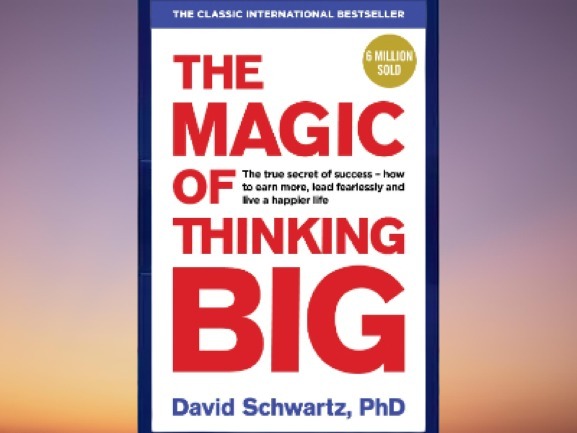 THE CLASSIC INTERNATIONAL BESTSELLER
6 MILLION
SOLD
THE
MAGIC
OF
The true secret of success – how
to earn more, lead fearlessly and
live a happier life
THINKING
BIG
David Schwartz, PhD